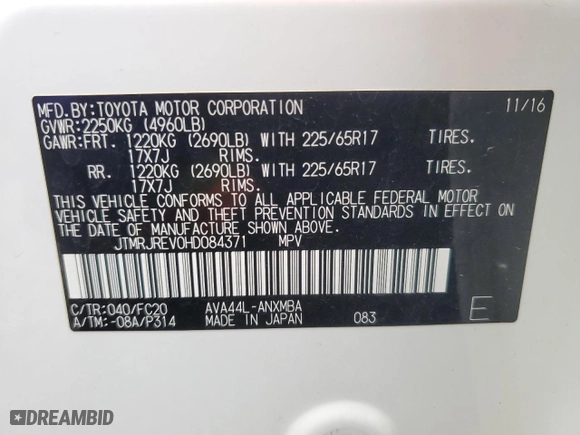 MFD.BY:TOYOTA MOTOR CORPORATION 11/16
GVWR:2250KG (4960LB)
GAWR:FRT. 1220KG (2690LB) WITH 225/65R17 TIRES.
17X7J RIMS.
RR. 1220KG (2690LB) WITH 225/65R17 TIRES.
17X7J RIMS.
THIS VEHICLE CONFORMS TO ALL APPLICABLE FEDERAL MOTOR
VEHICLE SAFETY AND THEFT PREVENTION STANDARDS IN EFFECT ON
THE DATE OF MANUFACTURE SHOWN ABOVE.
JTMRJREV0HD084371 MPV
C/TR:040/FC20 AVA44L-ANXMBA
A/TM:-08A/P314 MADE IN JAPAN 083 E
DREAMBID